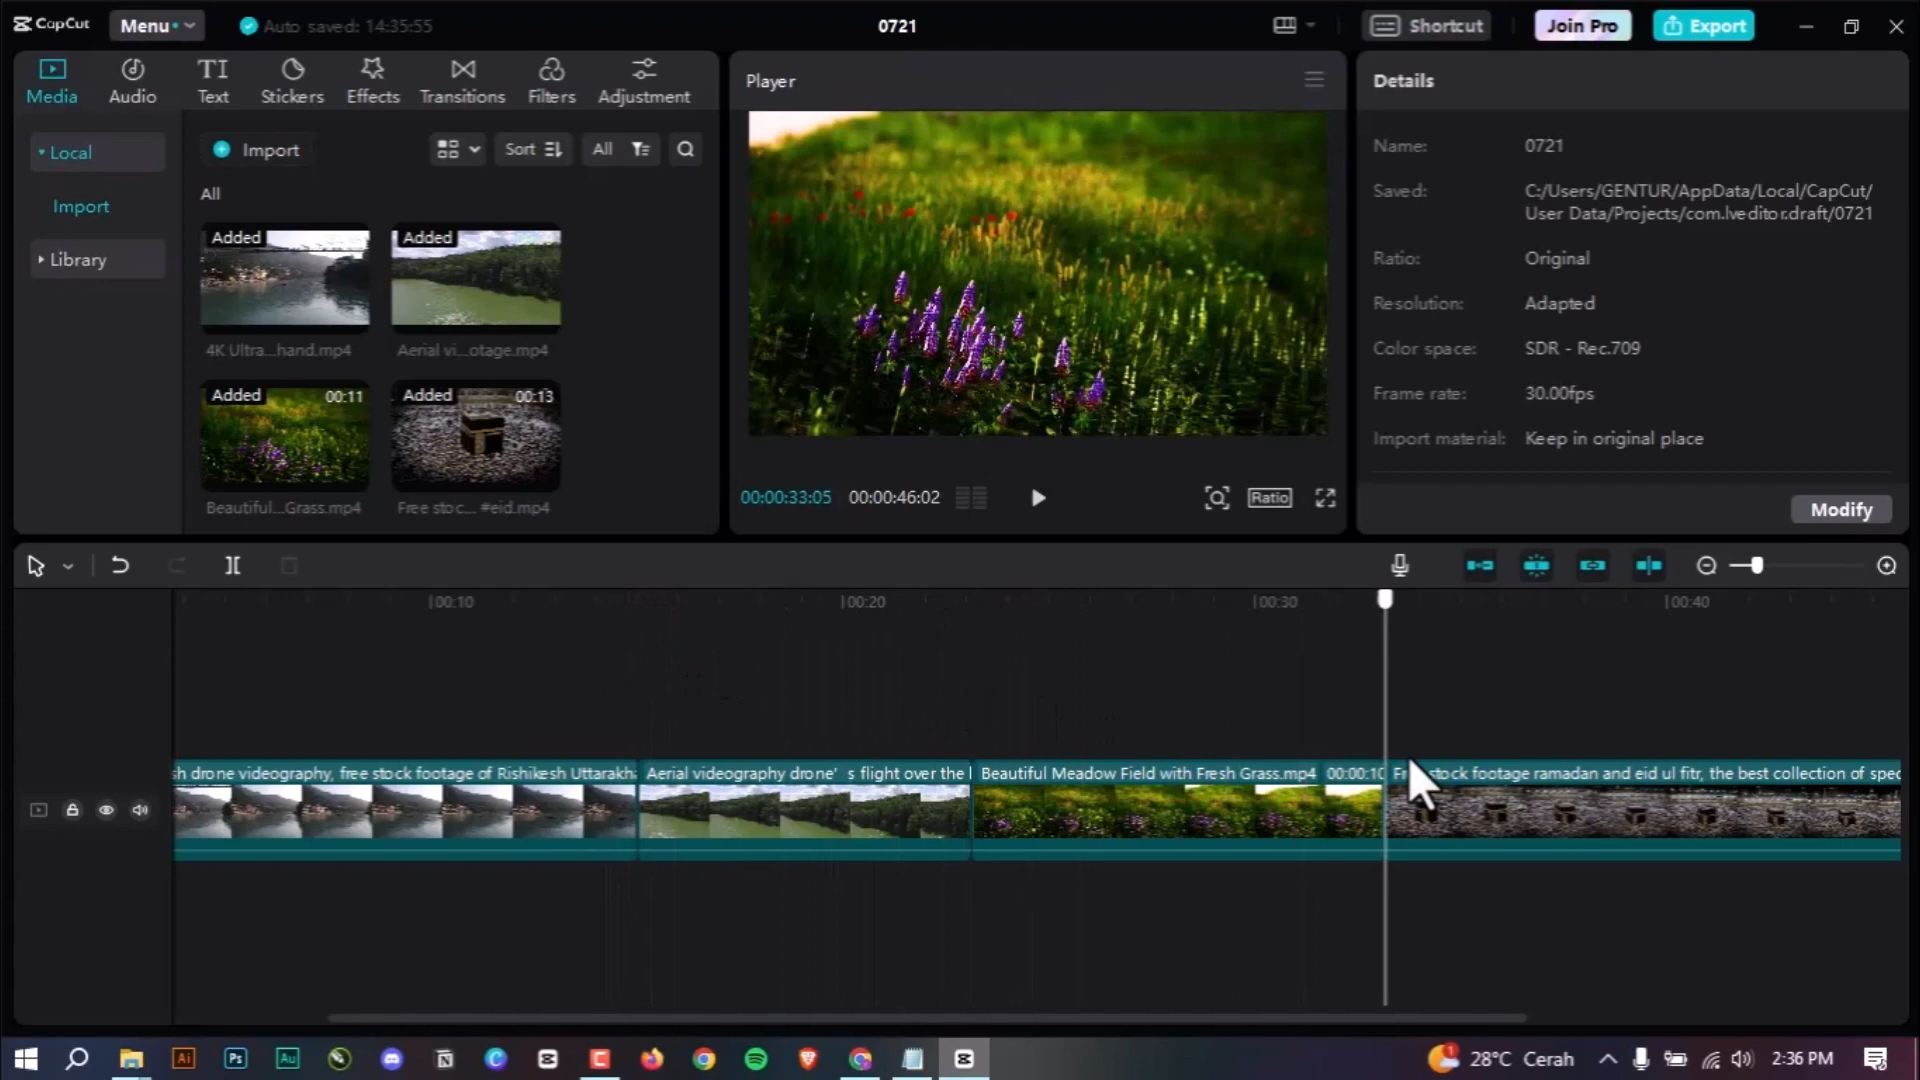 CapCut
Menu
Auto saved: 14:35:55
0721
Shortcut
Join Pro
Export
Media
Audio
Text
Stickers
Effects
Transitions
Filters
Adjustment
Local
Import
Library
Import
Sort
All
All
Added
Added
4K Ultra...hand.mp4
Aerial vi...otage.mp4
Added 00:11
Added 00:13
Beautiful...Grass.mp4
Free stoc... #eid.mp4
Player
00:00:33:05 00:00:46:02
Ratio
Details
Name: 0721
Saved: C:/Users/GENTUR/AppData/Local/CapCut/
User Data/Projects/com.lveditor.draft/0721
Ratio: Original
Resolution: Adapted
Color space: SDR - Rec.709
Frame rate: 30.00fps
Import material: Keep in original place
Modify
00:10
00:20
00:30
00:40
sh drone videography, free stock footage of Rishikesh Uttarakh
Aerial videography drone's flight over the
Beautiful Meadow Field with Fresh Grass.mp4 00:00:10
stock footage ramadan and eid ul fitr, the best collection of spec
Ai
Ps
Au
28°C Cerah
2:36 PM